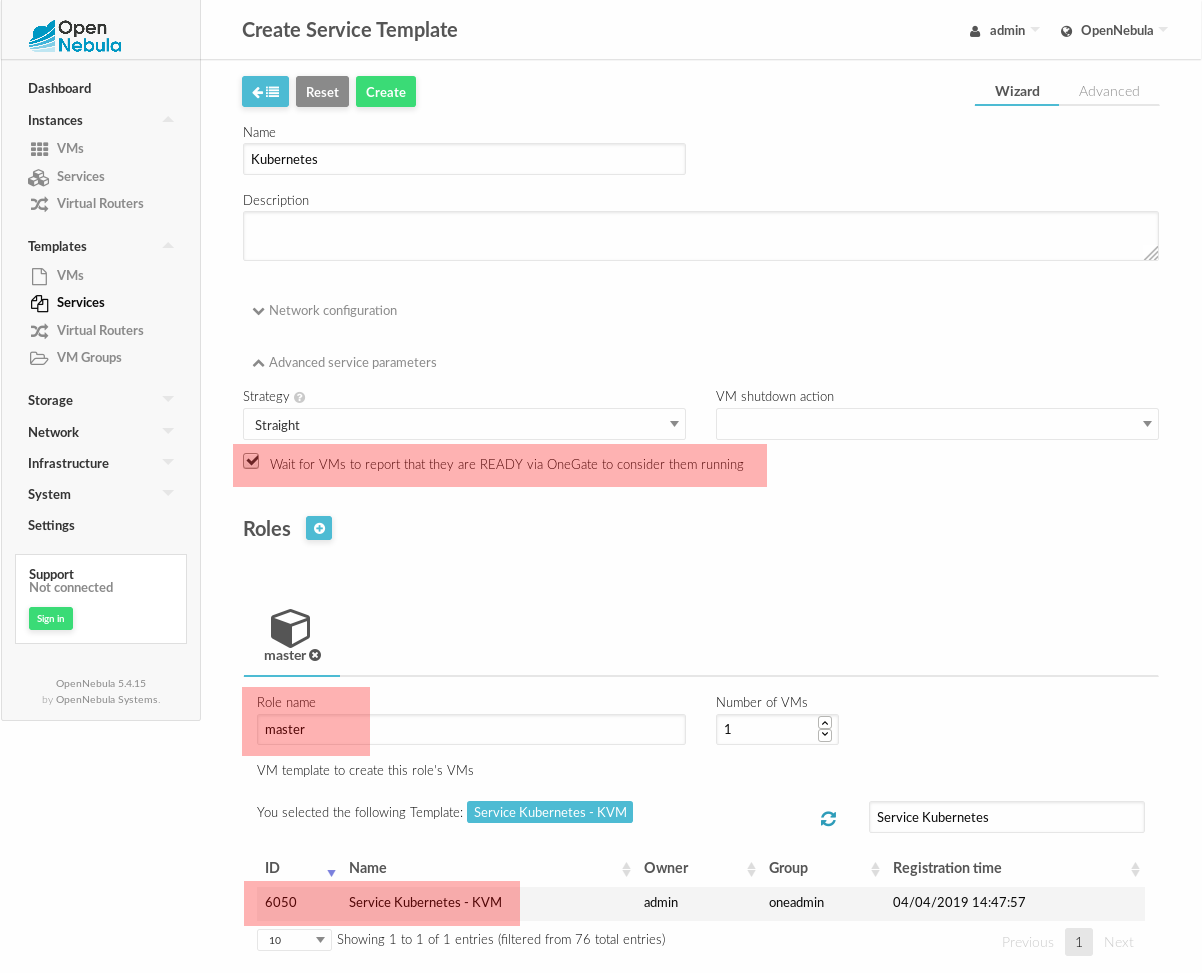 Open
Nebula
Create Service Template
admin
OpenNebula
Dashboard
Instances
VMs
Services
Virtual Routers
Templates
VMs
Services
Virtual Routers
VM Groups
Storage
Network
Infrastructure
System
Settings
Support
Not connected
Sign in
OpenNebula 5.4.15
by OpenNebula Systems.
Reset
Create
Wizard
Advanced
Name
Kubernetes
Description
Network configuration
Advanced service parameters
Strategy ?
VM shutdown action
Straight
Wait for VMs to report that they are READY via OneGate to consider them running
Roles
master
Role name
Number of VMs
master
1
VM template to create this role's VMs
You selected the following Template: Service Kubernetes - KVM
Service Kubernetes
ID Name Owner Group Registration time
6050 Service Kubernetes - KVM admin oneadmin 04/04/2019 14:47:57
10 Showing 1 to 1 of 1 entries (filtered from 76 total entries)
Previous 1 Next